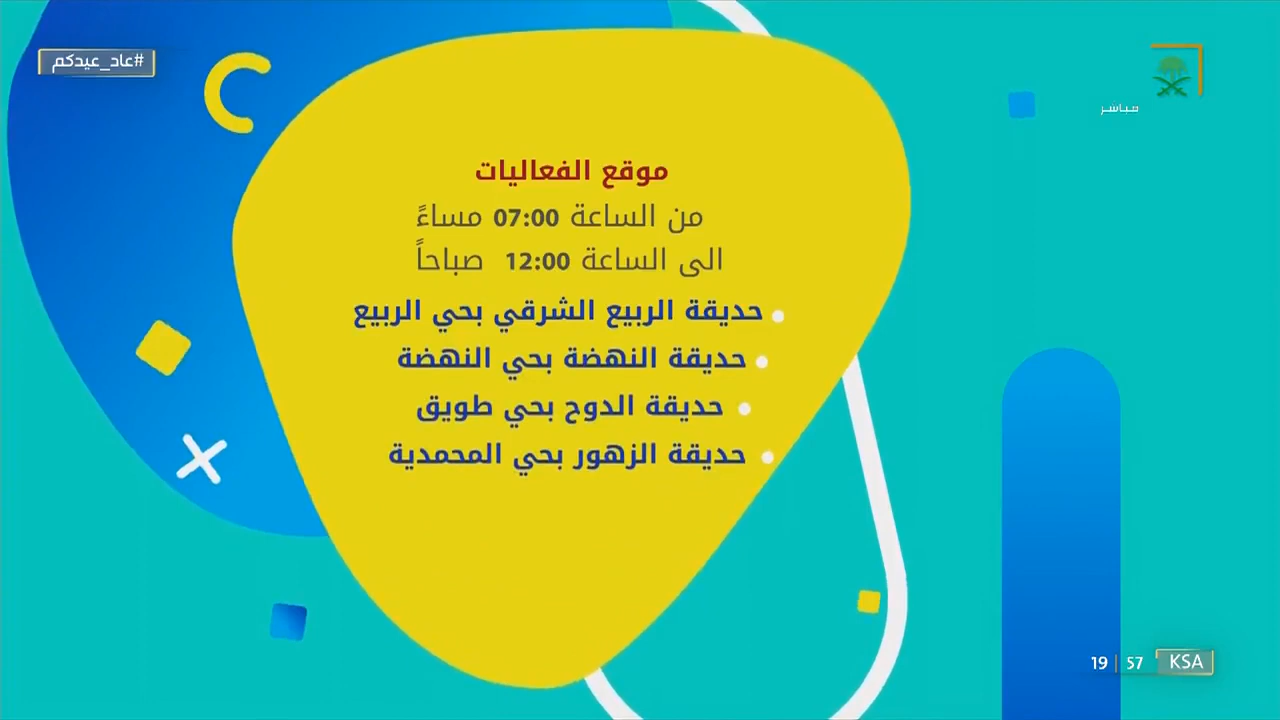 #عاد_عيدكم
مباشر
موقع الفعاليات
من الساعة 07:00 مساءً
الى الساعة 12:00 صباحاً
حديقة الربيع الشرقي بحي الربيع
حديقة النهضة بحي النهضة
حديقة الدوح بحي طويق
حديقة الزهور بحي المحمدية
19 | 57 KSA